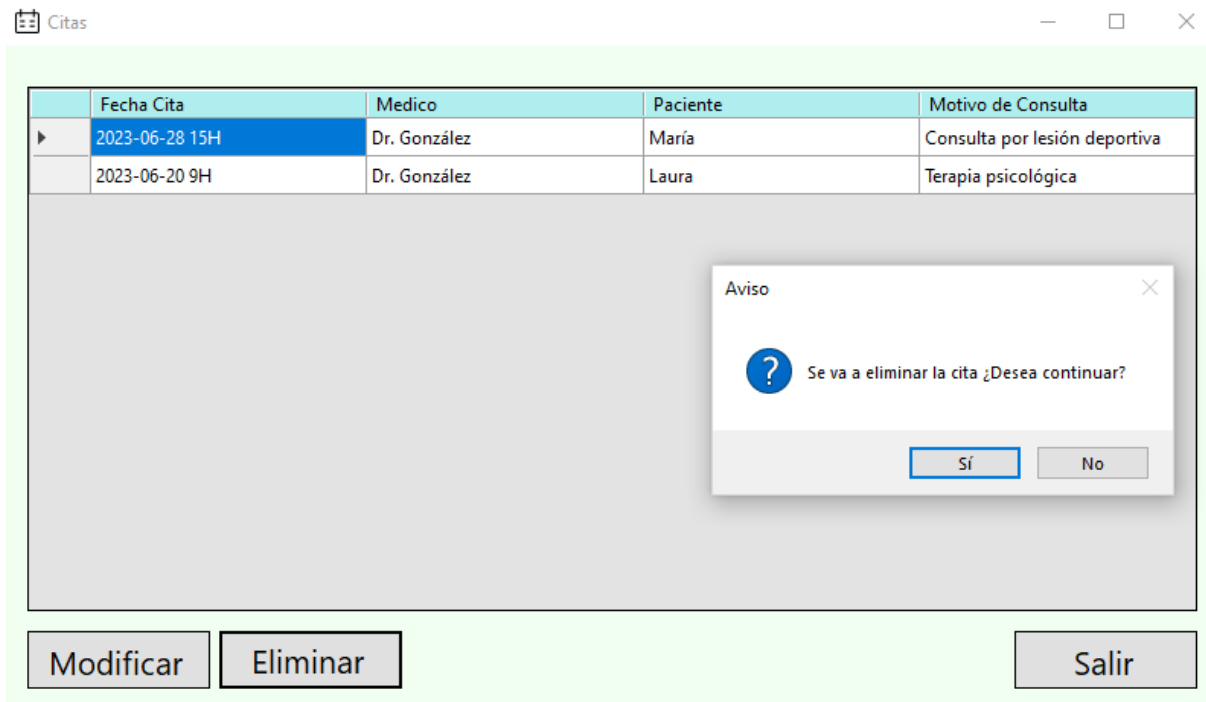 Citas
Fecha Cita Medico Paciente Motivo de Consulta
2023-06-28 15H Dr. González María Consulta por lesión deportiva
2023-06-20 9H Dr. González Laura Terapia psicológica
Aviso
? Se va a eliminar la cita ¿Desea continuar?
Sí No
Modificar Eliminar Salir